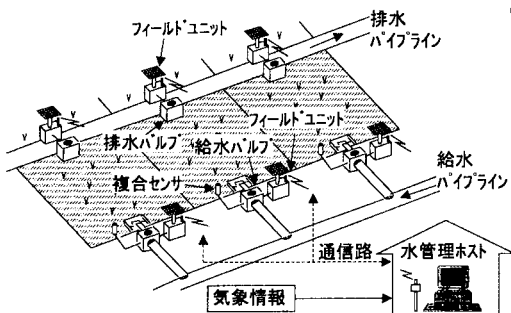 フィールドユニット
排水
パイプライン
フィールドユニット
排水バルブ
給水バルブ
複合センサ
給水
パイプライン
通信路
水管理ホスト
気象情報